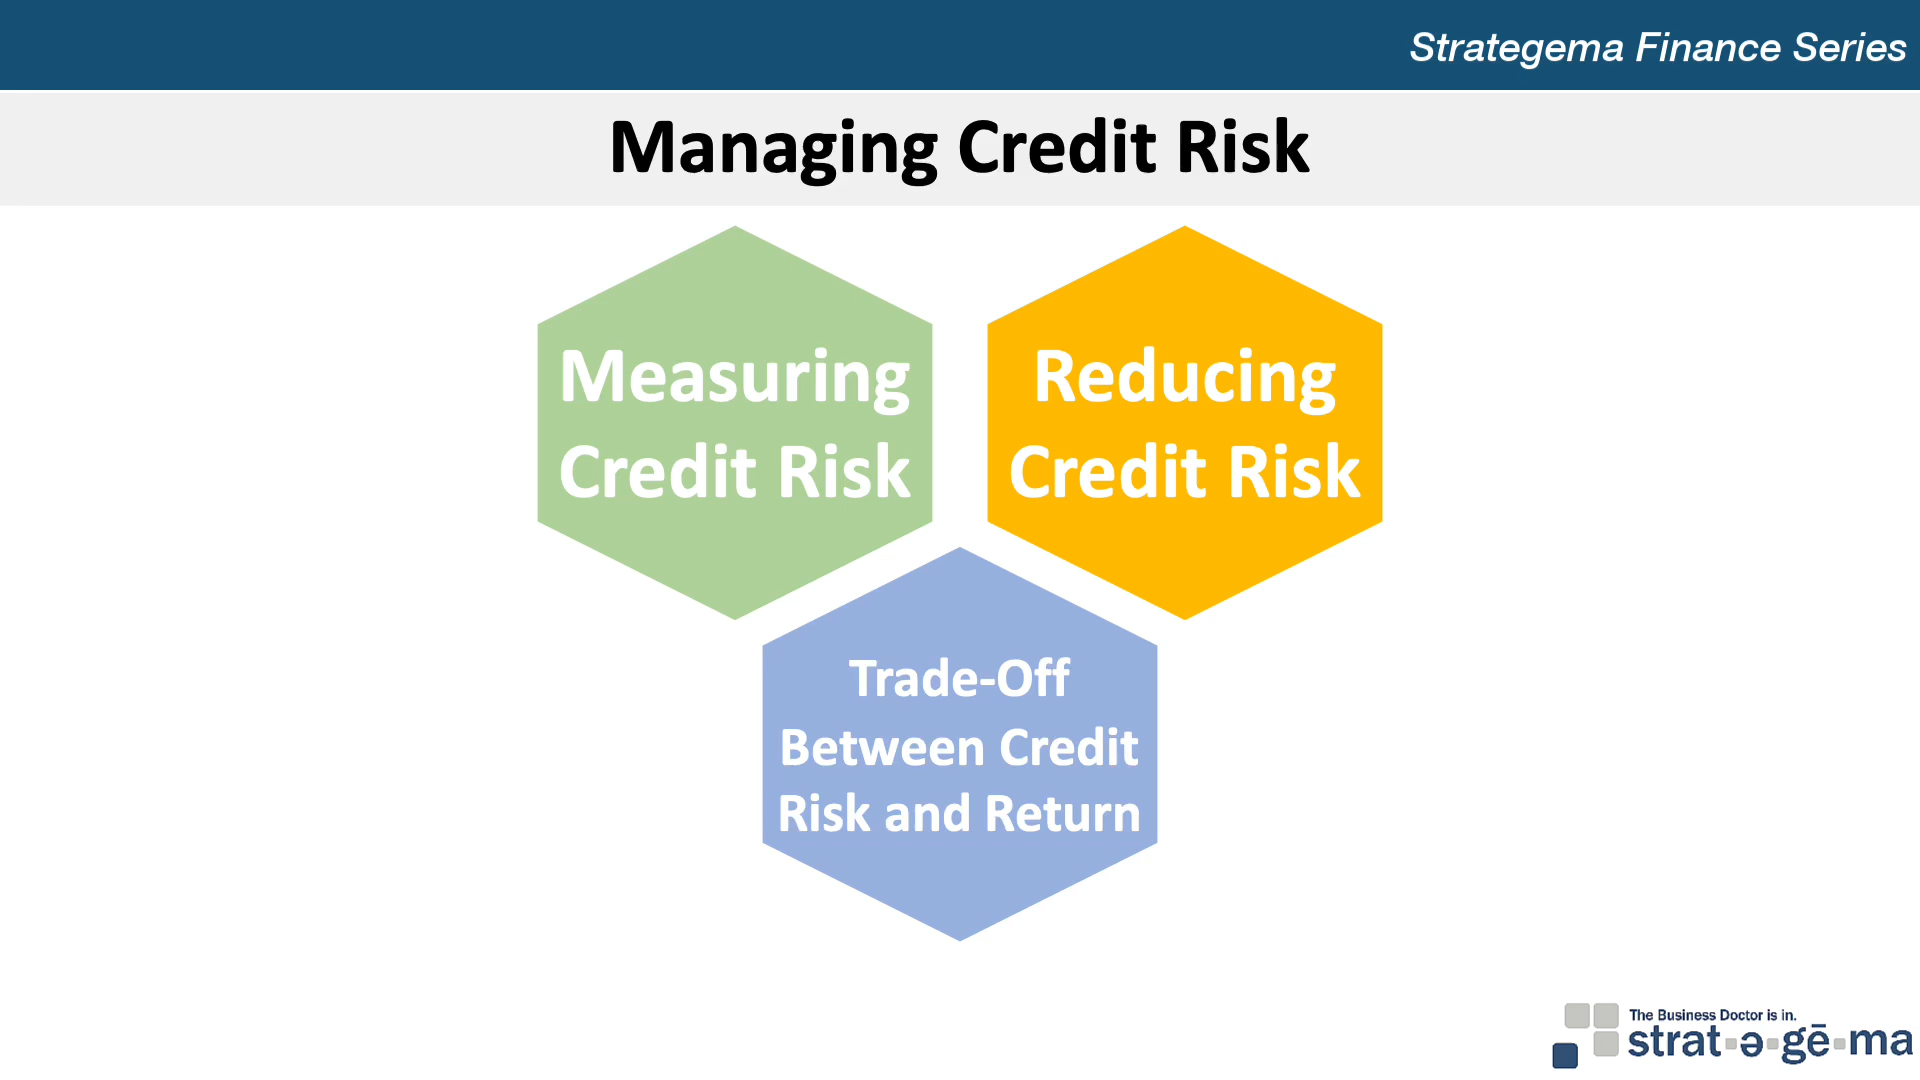 Strategema Finance Series
Managing Credit Risk
Measuring
Credit Risk
Reducing
Credit Risk
Trade-Off
Between Credit
Risk and Return
The Business Doctor is in.
strat▪ə▪gē▪ma